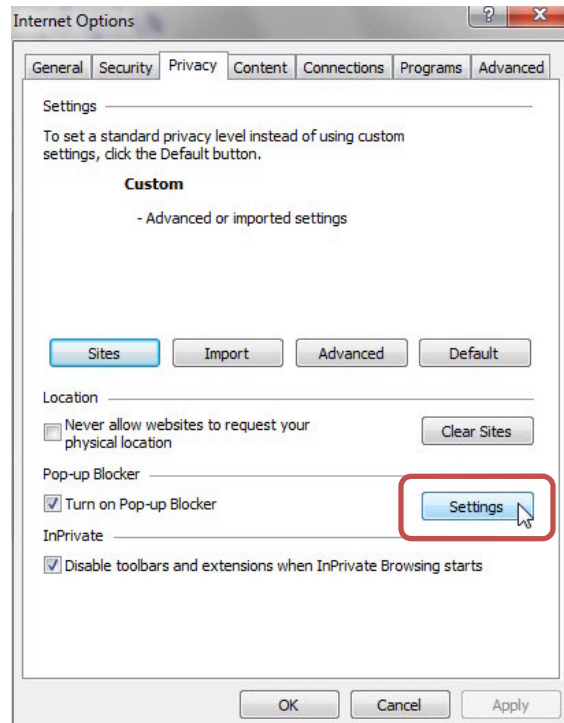 Internet Options
? X
General Security Privacy Content Connections Programs Advanced
Settings
To set a standard privacy level instead of using custom
settings, click the Default button.
Custom
- Advanced or imported settings
Sites Import Advanced Default
Location
Never allow websites to request your
physical location
Clear Sites
Pop-up Blocker
Turn on Pop-up Blocker
Settings
InPrivate
Disable toolbars and extensions when InPrivate Browsing starts
OK Cancel Apply